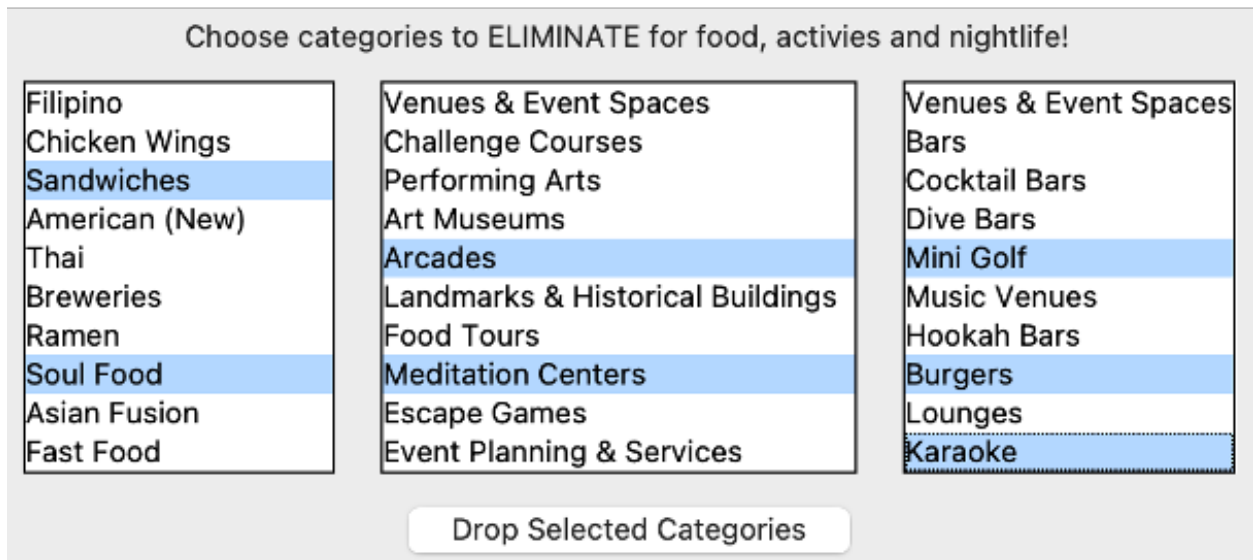 Choose categories to ELIMINATE for food, activies and nightlife!
Filipino
Chicken Wings
Sandwiches
American (New)
Thai
Breweries
Ramen
Soul Food
Asian Fusion
Fast Food
Venues & Event Spaces
Challenge Courses
Performing Arts
Art Museums
Arcades
Landmarks & Historical Buildings
Food Tours
Meditation Centers
Escape Games
Event Planning & Services
Venues & Event Spaces
Bars
Cocktail Bars
Dive Bars
Mini Golf
Music Venues
Hookah Bars
Burgers
Lounges
Karaoke
Drop Selected Categories